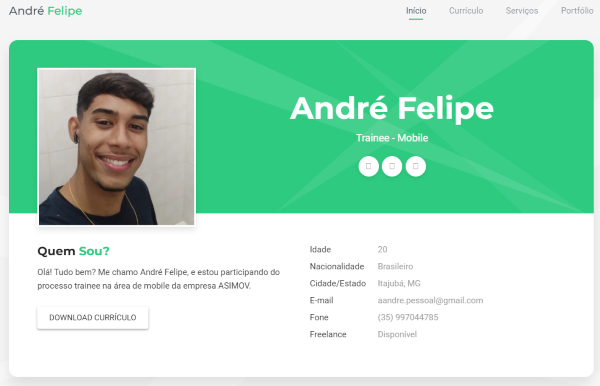 André Felipe
Início Currículo Serviços Portfólio
André Felipe
Trainee - Mobile
Quem Sou?
Olá! Tudo bem? Me chamo André Felipe, e estou participando do
processo trainee na área de mobile da empresa ASIMOV.
DOWNLOAD CURRÍCULO
Idade 20
Nacionalidade Brasileiro
Cidade/Estado Itajubá, MG
E-mail aandre.pessoal@gmail.com
Fone (35) 997044785
Freelance Disponível